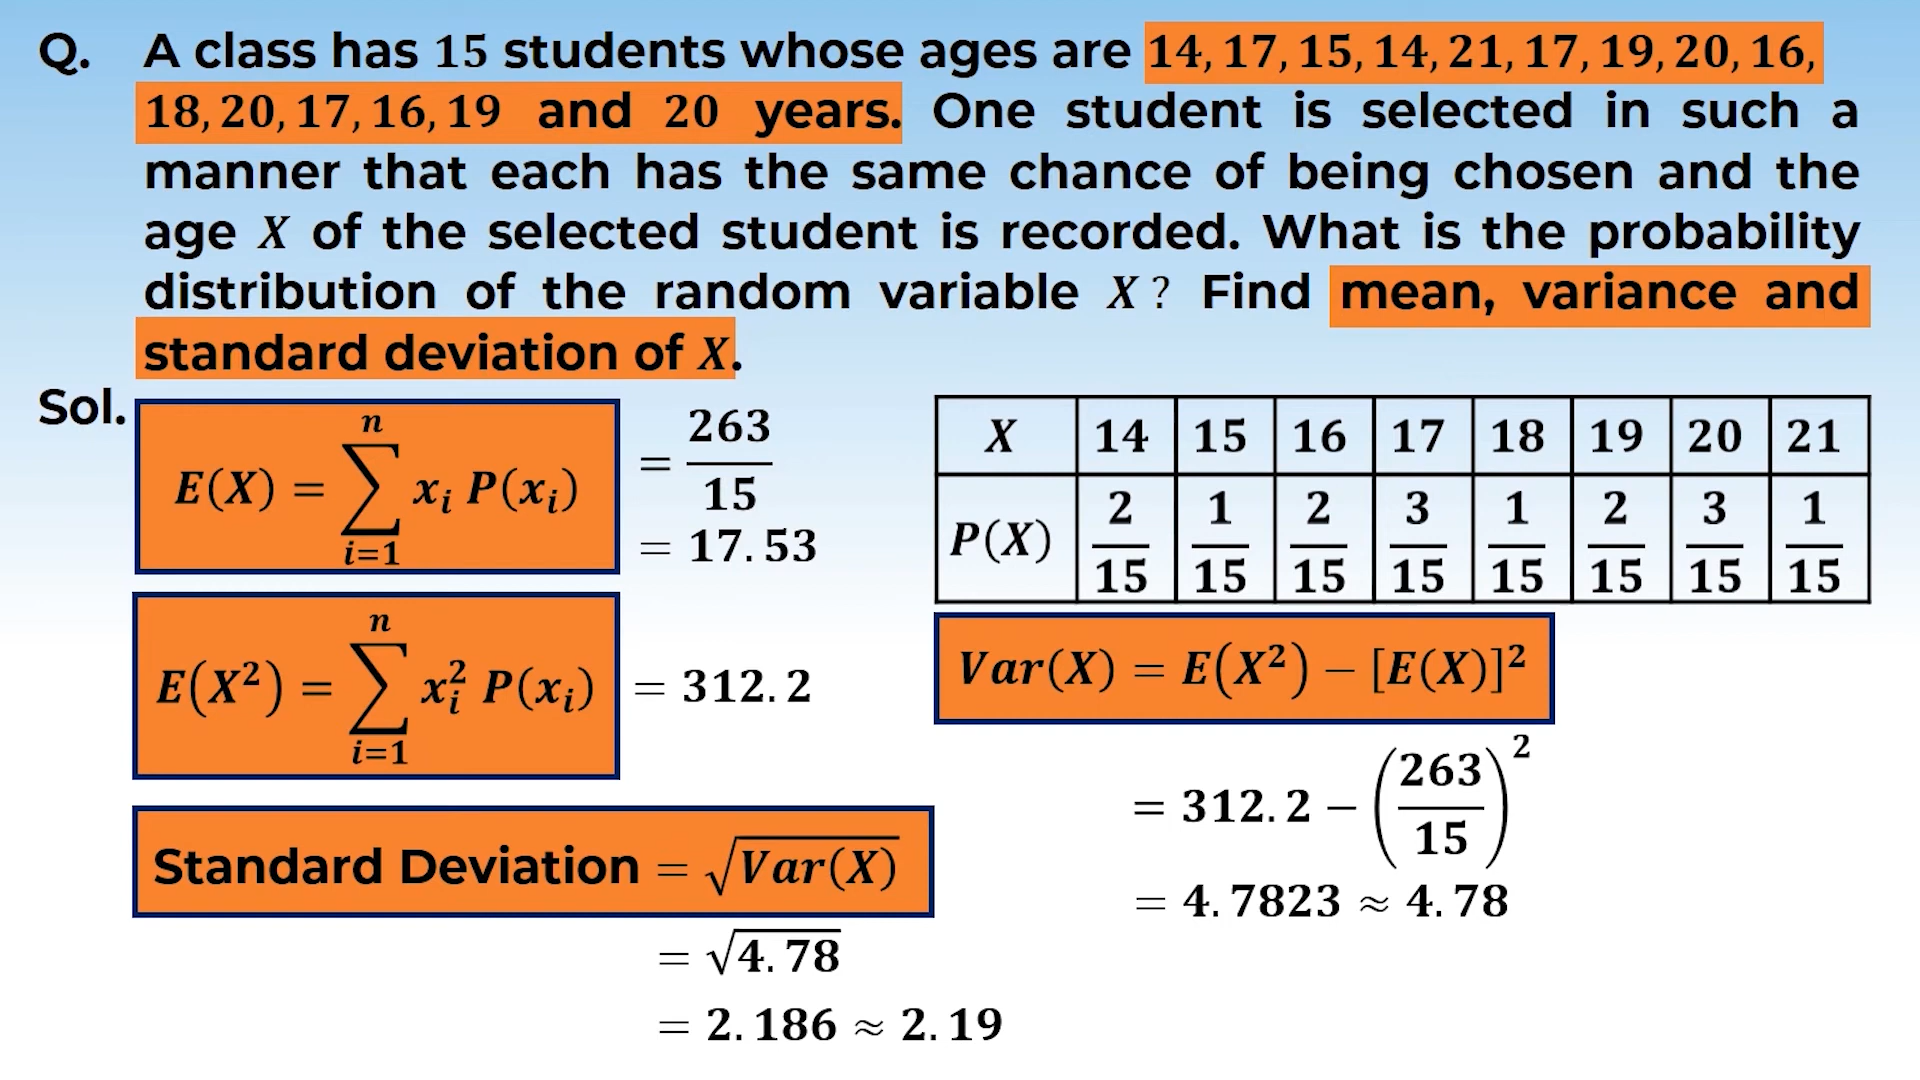 Q. A class has 15 students whose ages are 14, 17, 15, 14, 21, 17, 19, 20, 16,
18, 20, 17, 16, 19 and 20 years. One student is selected in such a
manner that each has the same chance of being chosen and the
age X of the selected student is recorded. What is the probability
distribution of the random variable X ? Find mean, variance and
standard deviation of X.
Sol.
E(X) = ∑_{i=1}^{n} x_i P(x_i) = 263/15
= 17.53
E(X²) = ∑_{i=1}^{n} x_i² P(x_i) = 312.2
Standard Deviation = √Var(X)
= √4.78
= 2.186 ≈ 2.19
X 14 15 16 17 18 19 20 21
P(X) 2/15 1/15 2/15 3/15 1/15 2/15 3/15 1/15
Var(X) = E(X²) − [E(X)]²
= 312.2 − (263/15)²
= 4.7823 ≈ 4.78